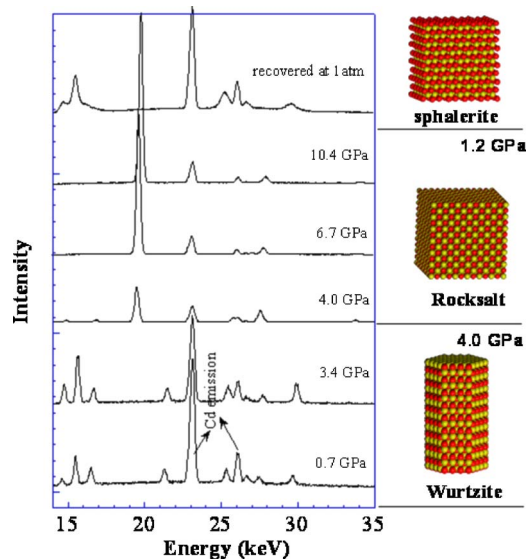 recovered at 1atm
10.4 GPa
6.7 GPa
4.0 GPa
3.4 GPa
Cd emission
0.7 GPa
Intensity
14 20 25 30 35
Energy (keV)
sphalerite
1.2 GPa
Rocksalt
4.0 GPa
Wurtzite